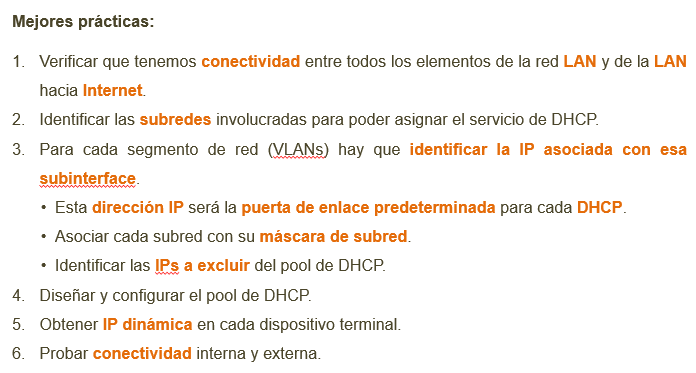 Mejores prácticas:
1. Verificar que tenemos conectividad entre todos los elementos de la red LAN y de la LAN
hacia Internet.
2. Identificar las subredes involucradas para poder asignar el servicio de DHCP.
3. Para cada segmento de red (VLANs) hay que identificar la IP asociada con esa
subinterface.
• Esta dirección IP será la puerta de enlace predeterminada para cada DHCP.
• Asociar cada subred con su máscara de subred.
• Identificar las IPs a excluir del pool de DHCP.
4. Diseñar y configurar el pool de DHCP.
5. Obtener IP dinámica en cada dispositivo terminal.
6. Probar conectividad interna y externa.